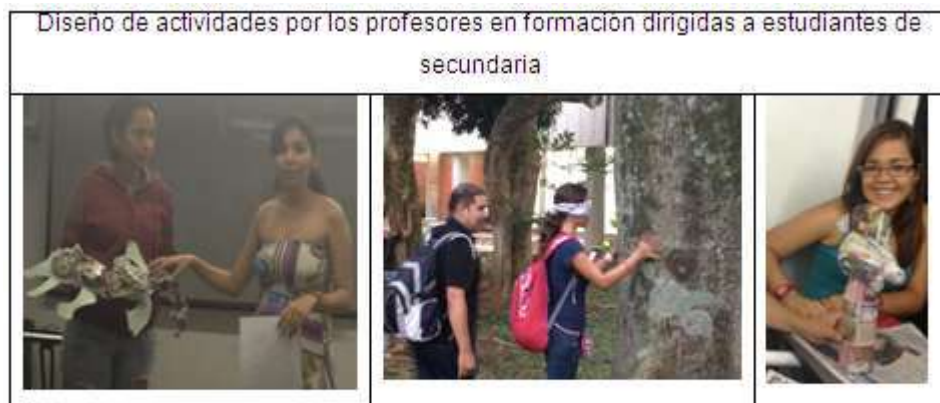 Diseño de actividades por los profesores en formación dirigidas a estudiantes de
secundaria